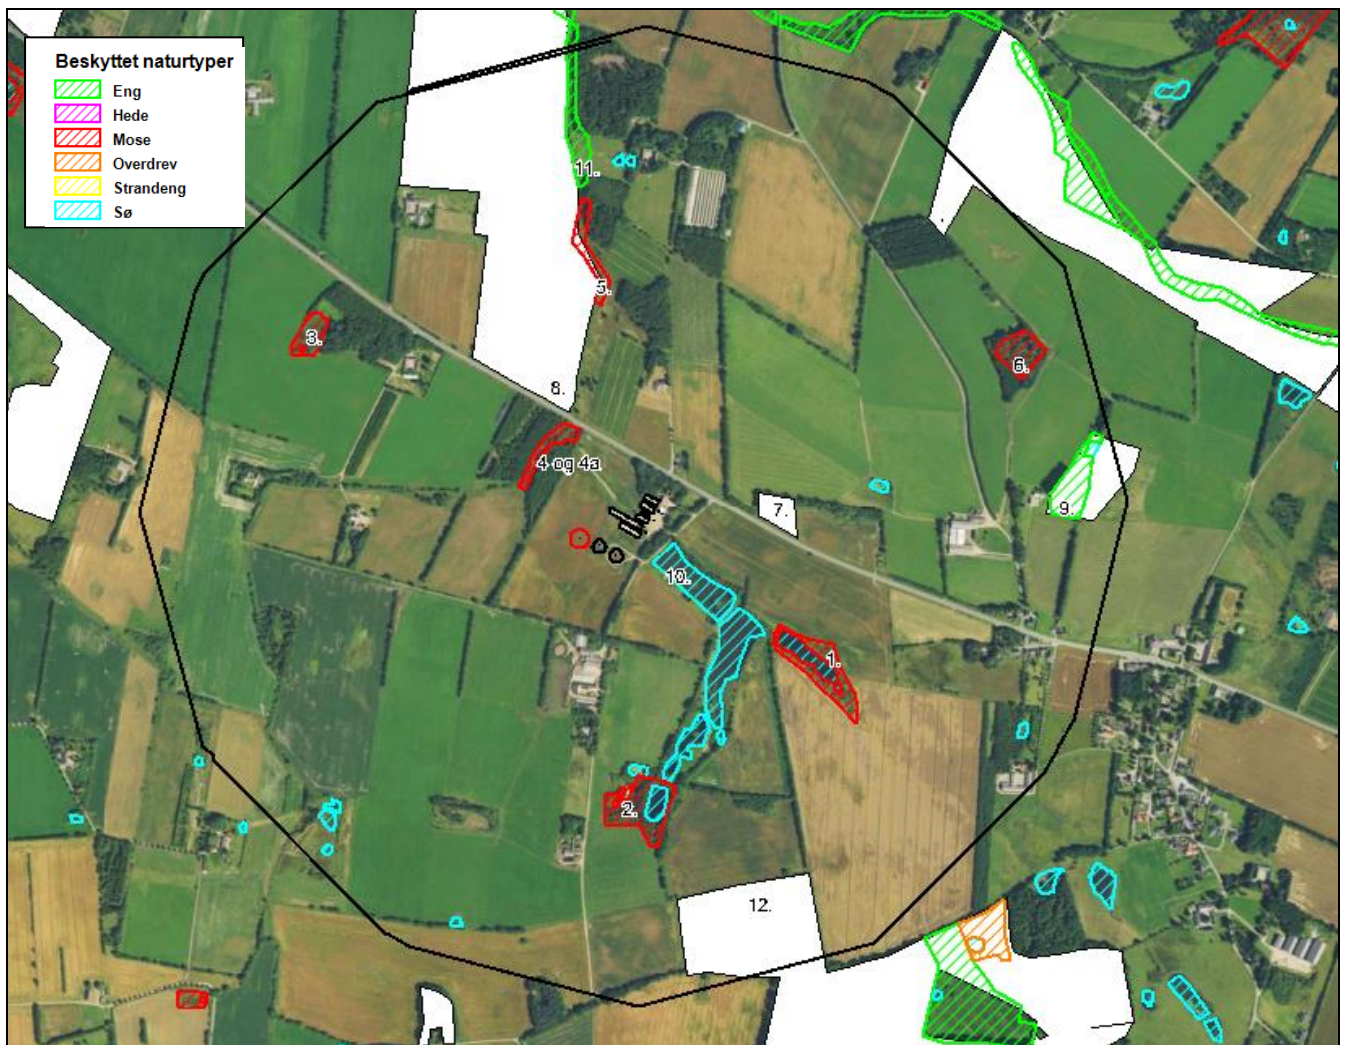 Beskyttet naturtyper
Eng
Hede
Mose
Overdrev
Strandeng
Sø
11.
5.
3.
6.
8.
4 og 4a
7.
9.
10.
1.
2.
12.